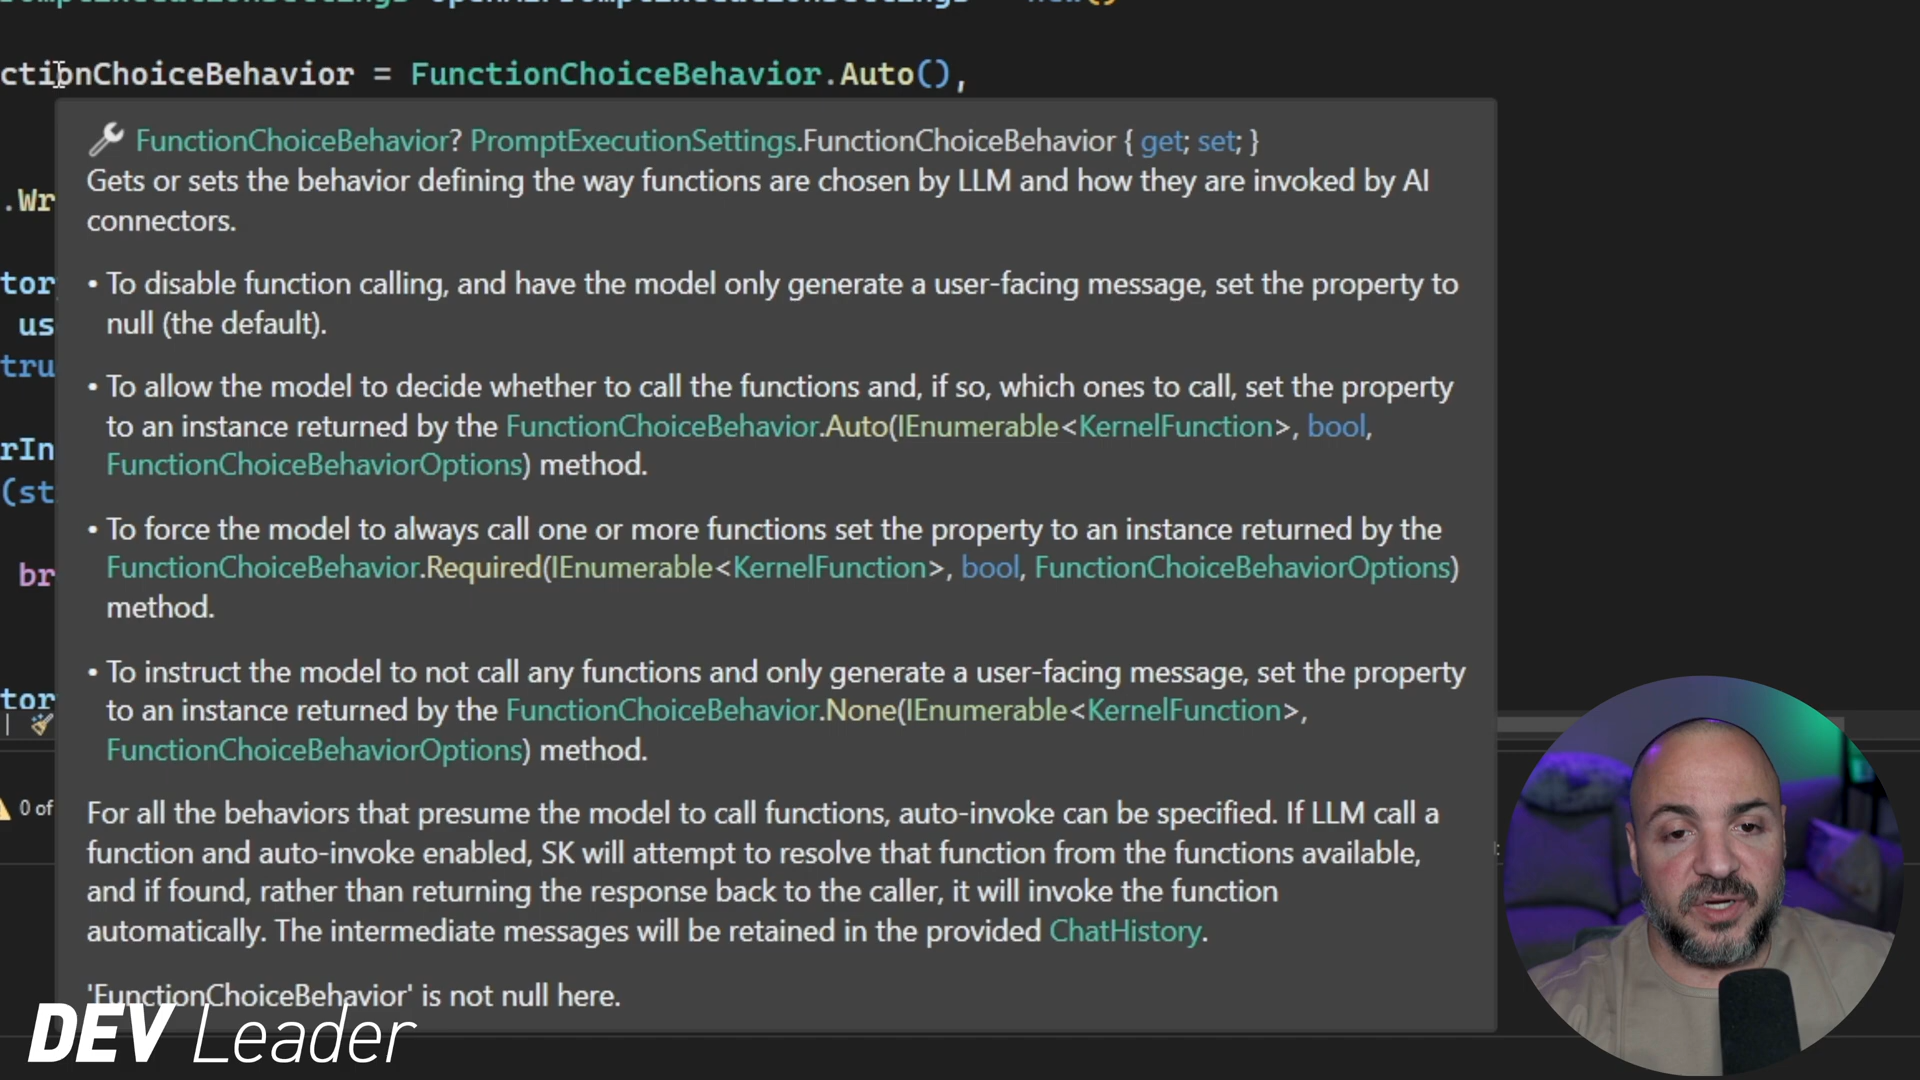 ctionChoiceBehavior = FunctionChoiceBehavior.Auto(),
FunctionChoiceBehavior? PromptExecutionSettings.FunctionChoiceBehavior { get; set; }
Gets or sets the behavior defining the way functions are chosen by LLM and how they are invoked by AI
connectors.
.Wr
• To disable function calling, and have the model only generate a user-facing message, set the property to
null (the default).
tory
us
tru
• To allow the model to decide whether to call the functions and, if so, which ones to call, set the property
to an instance returned by the FunctionChoiceBehavior.Auto(IEnumerable<KernelFunction>, bool,
FunctionChoiceBehaviorOptions) method.
rIn
(st
• To force the model to always call one or more functions set the property to an instance returned by the
FunctionChoiceBehavior.Required(IEnumerable<KernelFunction>, bool, FunctionChoiceBehaviorOptions)
method.
br
• To instruct the model to not call any functions and only generate a user-facing message, set the property
to an instance returned by the FunctionChoiceBehavior.None(IEnumerable<KernelFunction>,
FunctionChoiceBehaviorOptions) method.
tory
0 of
For all the behaviors that presume the model to call functions, auto-invoke can be specified. If LLM call a
function and auto-invoke enabled, SK will attempt to resolve that function from the functions available,
and if found, rather than returning the response back to the caller, it will invoke the function
automatically. The intermediate messages will be retained in the provided ChatHistory.
'FunctionChoiceBehavior' is not null here.
DEV Leader